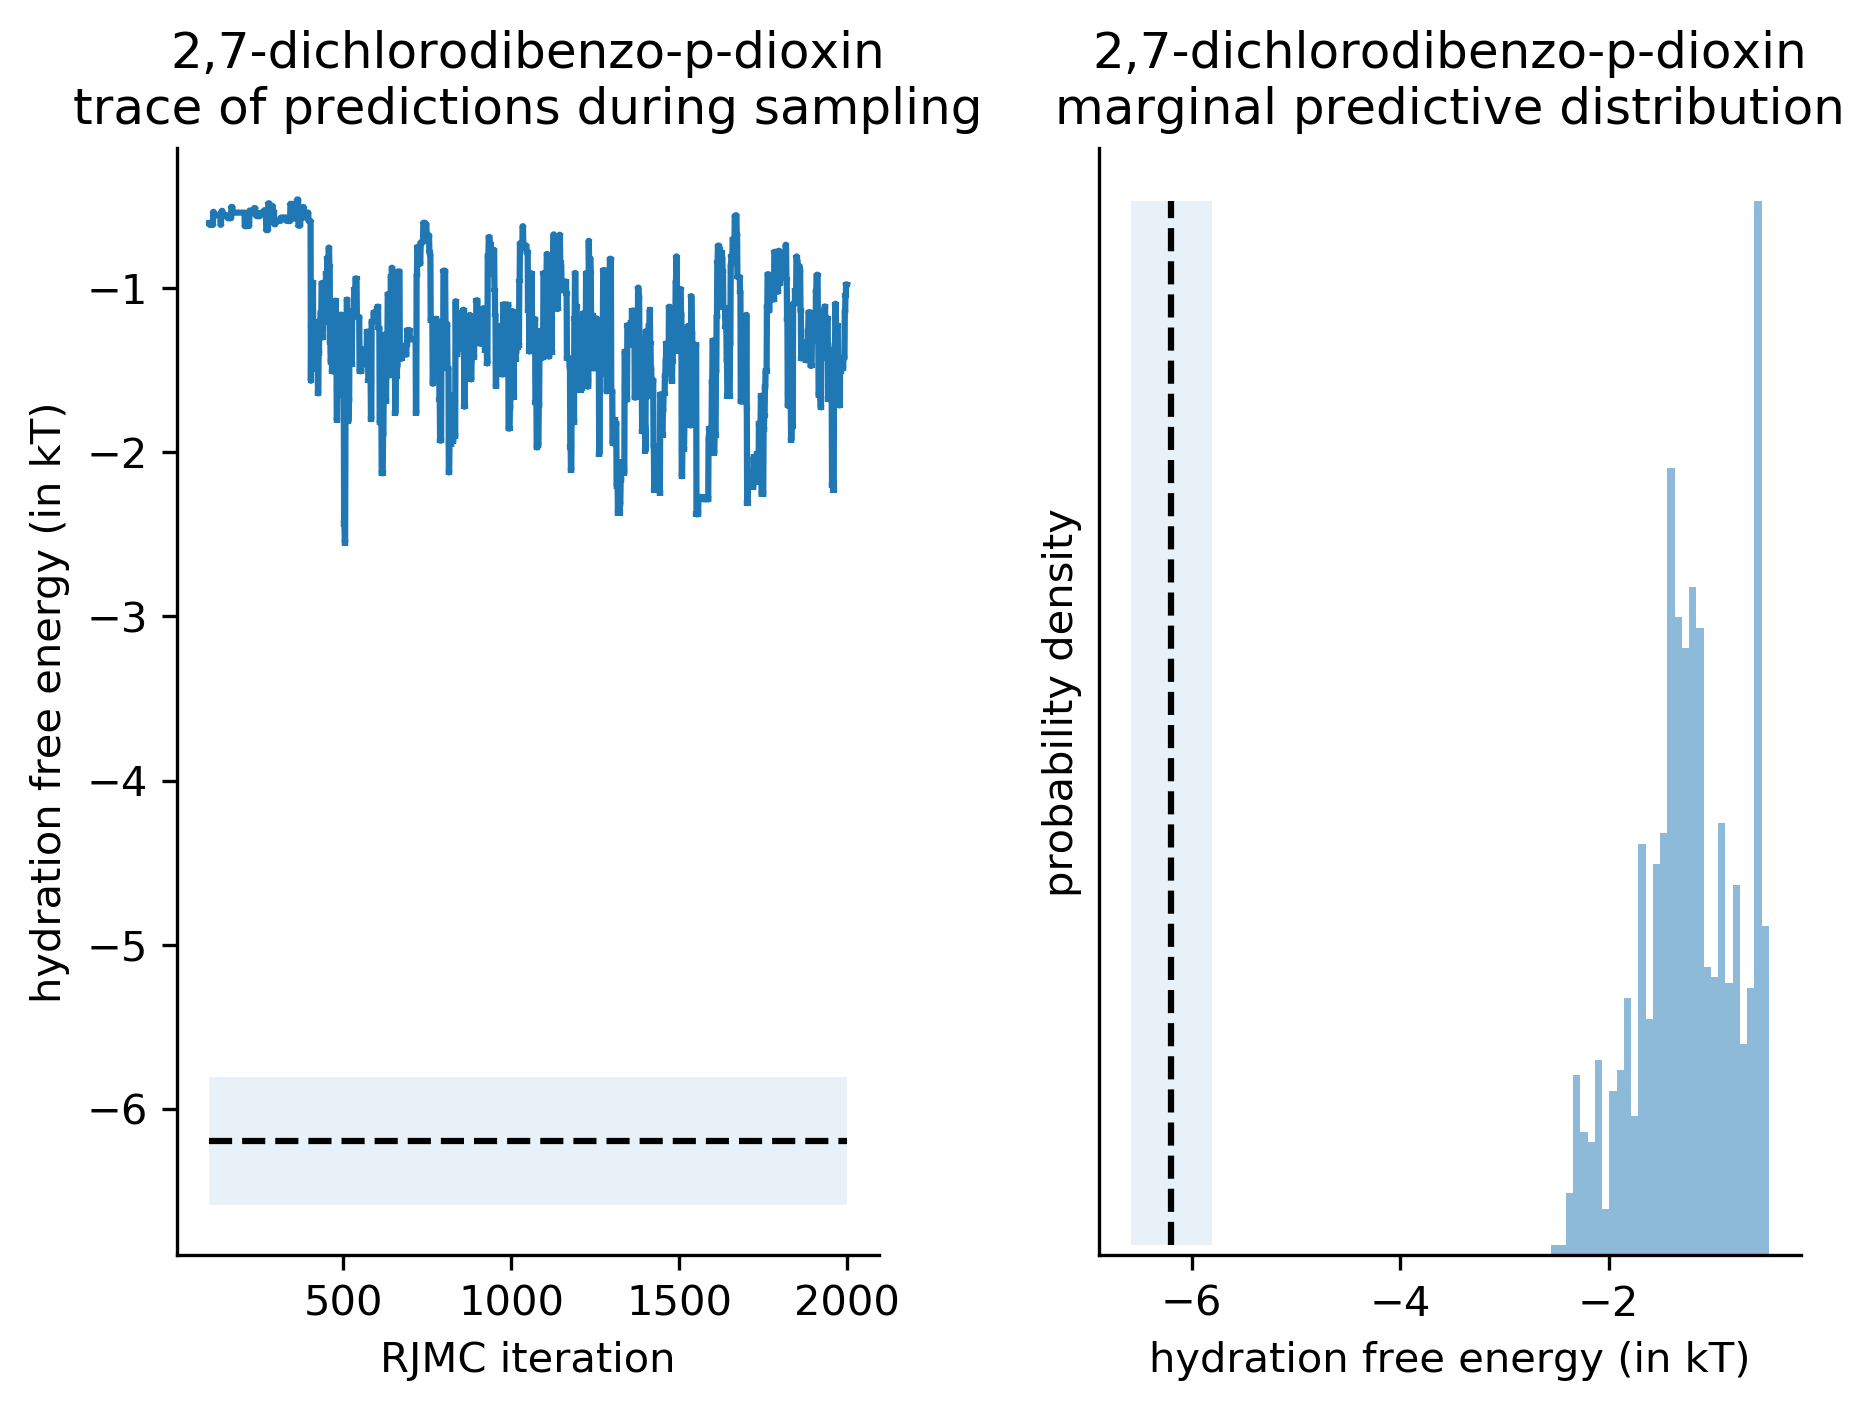 2,7-dichlorodibenzo-p-dioxin
trace of predictions during sampling
hydration free energy (in kT)
−1
−2
−3
−4
−5
−6
500 1000 1500 2000
RJMC iteration
2,7-dichlorodibenzo-p-dioxin
marginal predictive distribution
probability density
−6 −4 −2
hydration free energy (in kT)